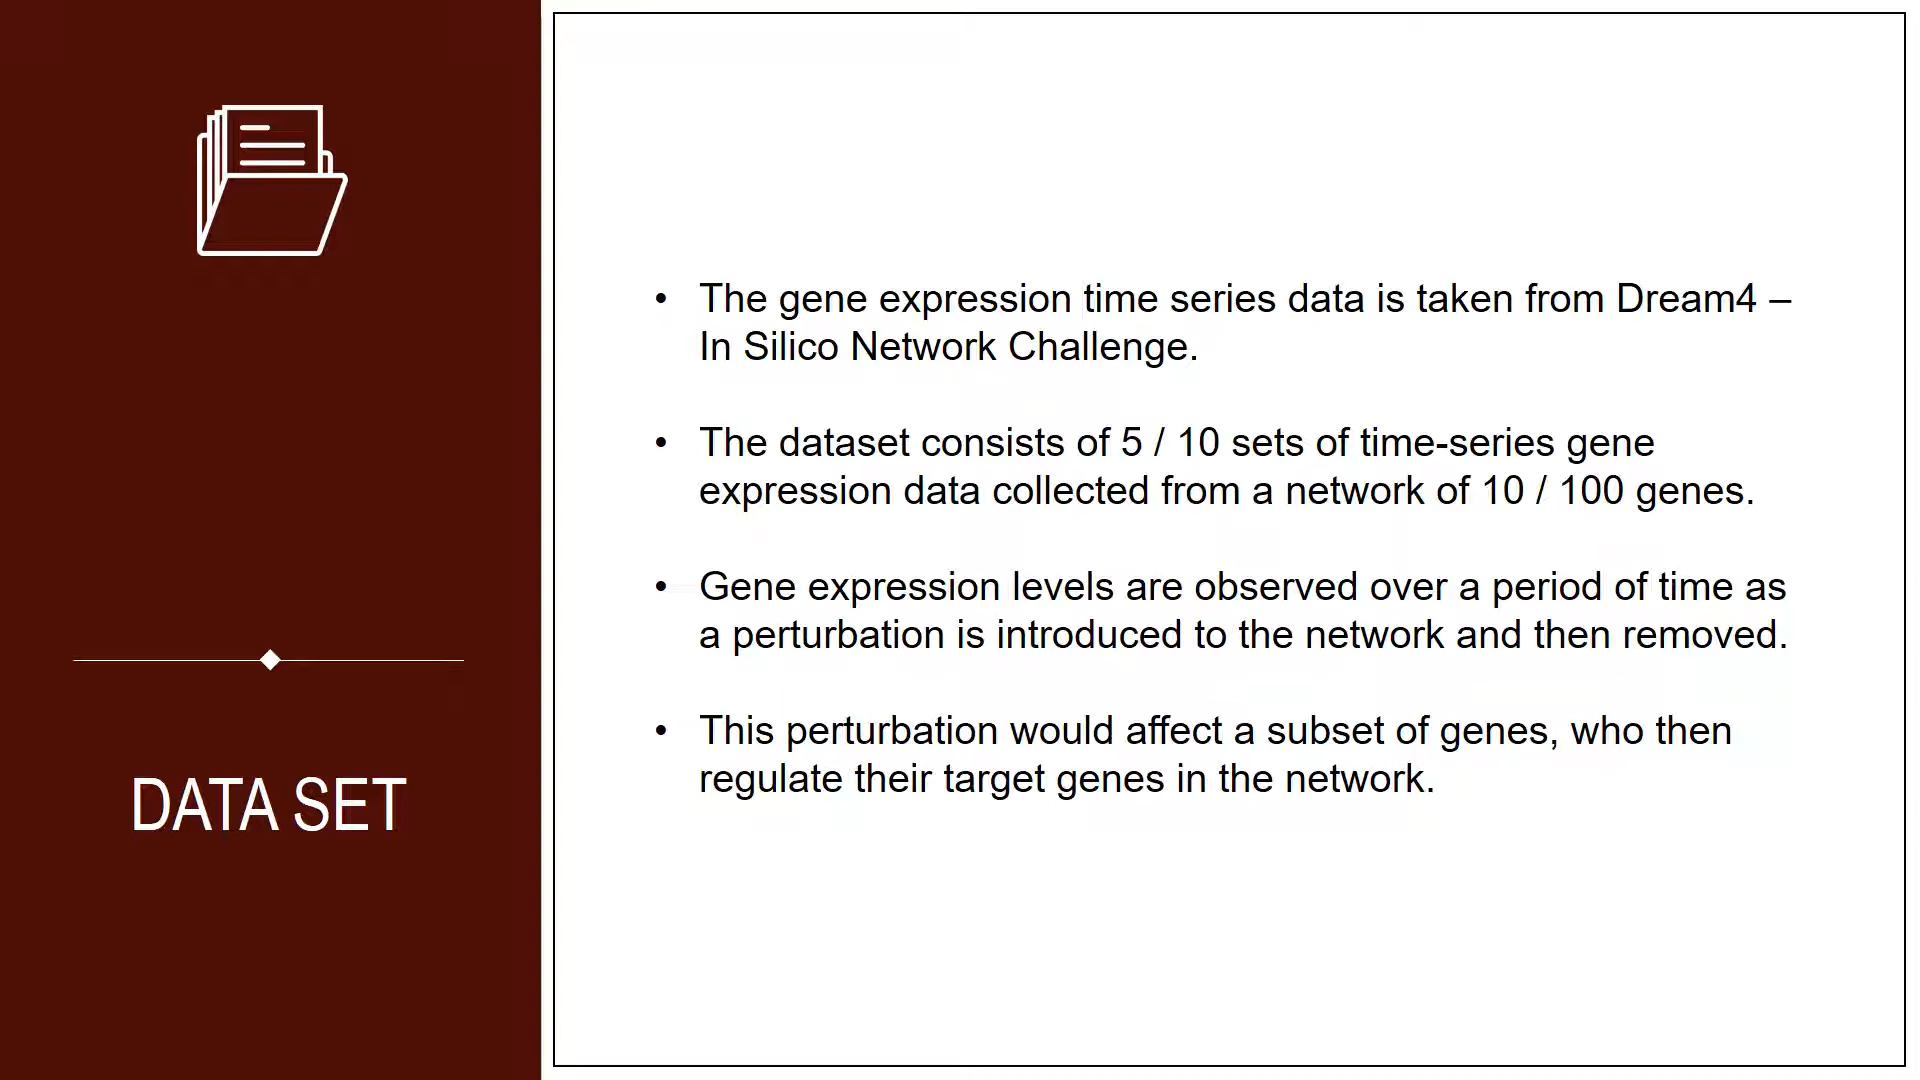 DATA SET
• The gene expression time series data is taken from Dream4 –
In Silico Network Challenge.
• The dataset consists of 5 / 10 sets of time-series gene
expression data collected from a network of 10 / 100 genes.
• Gene expression levels are observed over a period of time as
a perturbation is introduced to the network and then removed.
• This perturbation would affect a subset of genes, who then
regulate their target genes in the network.